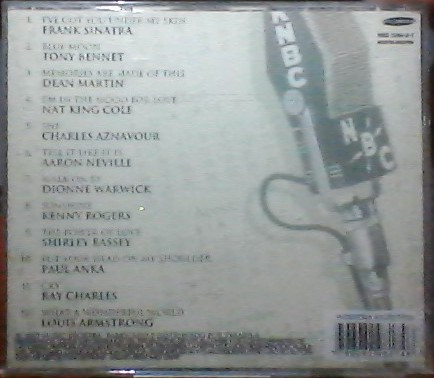 1. I'VE GOT YOU UNDER MY SKIN
FRANK SINATRA
2. BLUE MOON
TONY BENNET
3. MEMORIES ARE MADE OF THIS
DEAN MARTIN
4. I'M IN THE MOOD FOR LOVE
NAT KING COLE
5. SHE
CHARLES AZNAVOUR
6. TELL IT LIKE IT IS
AARON NEVILLE
7. WALK ON BY
DIONNE WARWICK
8. SUNSHINE
KENNY ROGERS
9. THE POWER OF LOVE
SHIRLEY BASSEY
10. PUT YOUR HEAD ON MY SHOULDER
PAUL ANKA
11. CRY
RAY CHARLES
12. WHAT A WONDERFUL WORLD
LOUIS ARMSTRONG
KNBC
NBC